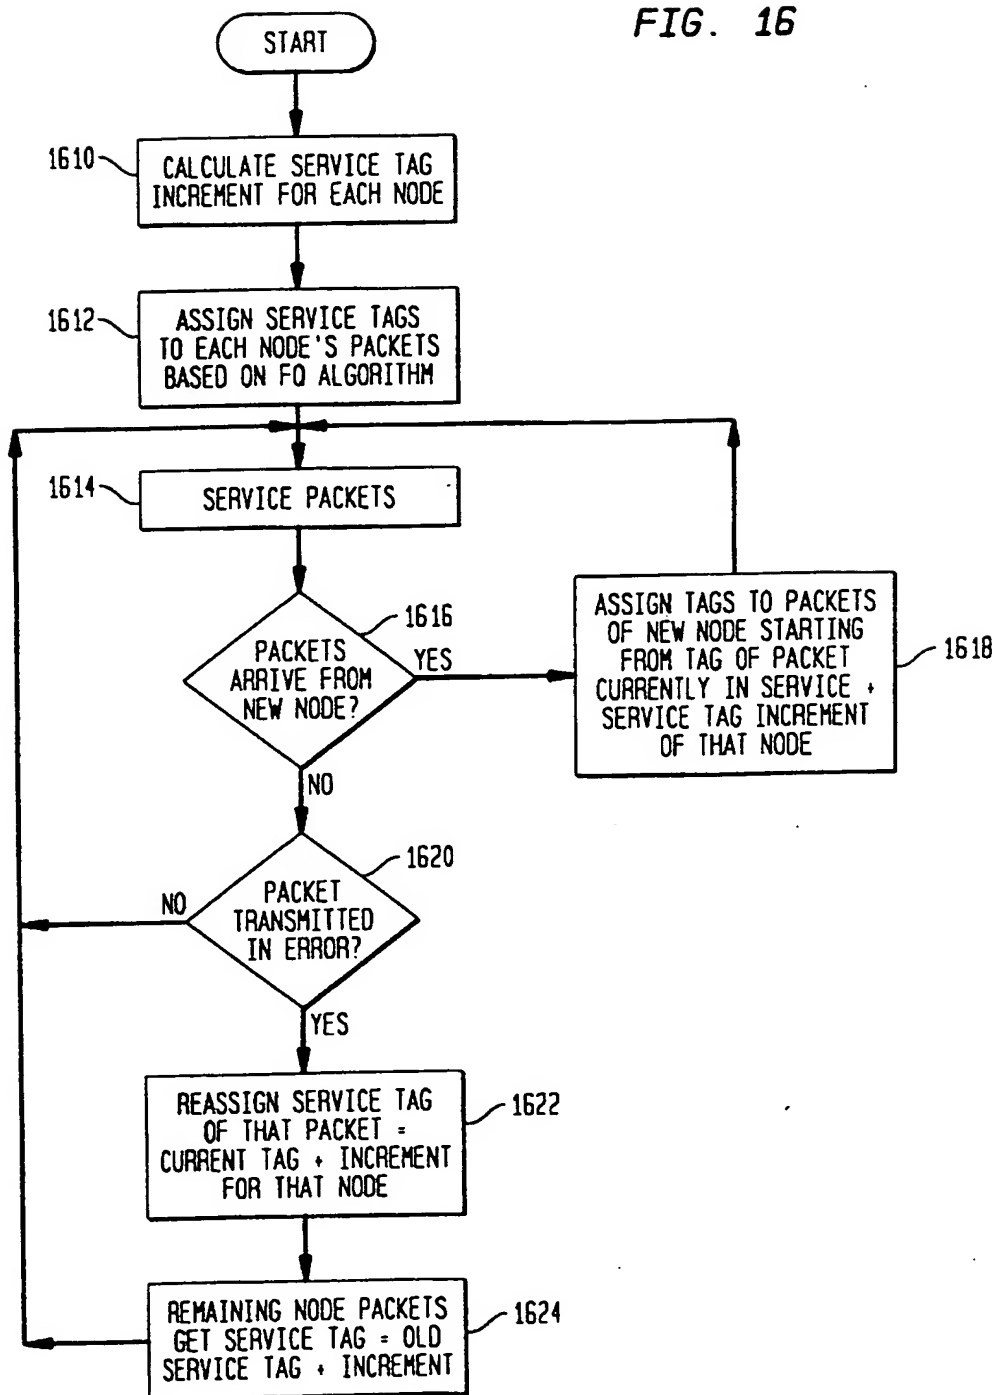 FIG. 16
START
1610
CALCULATE SERVICE TAG
INCREMENT FOR EACH NODE
1612
ASSIGN SERVICE TAGS
TO EACH NODE'S PACKETS
BASED ON FQ ALGORITHM
1614
SERVICE PACKETS
1616
PACKETS
ARRIVE FROM
NEW NODE?
YES
ASSIGN TAGS TO PACKETS
OF NEW NODE STARTING
FROM TAG OF PACKET
CURRENTLY IN SERVICE +
SERVICE TAG INCREMENT
OF THAT NODE
1618
NO
1620
PACKET
TRANSMITTED
IN ERROR?
NO
YES
REASSIGN SERVICE TAG
OF THAT PACKET =
CURRENT TAG + INCREMENT
FOR THAT NODE
1622
REMAINING NODE PACKETS
GET SERVICE TAG = OLD
SERVICE TAG + INCREMENT
1624